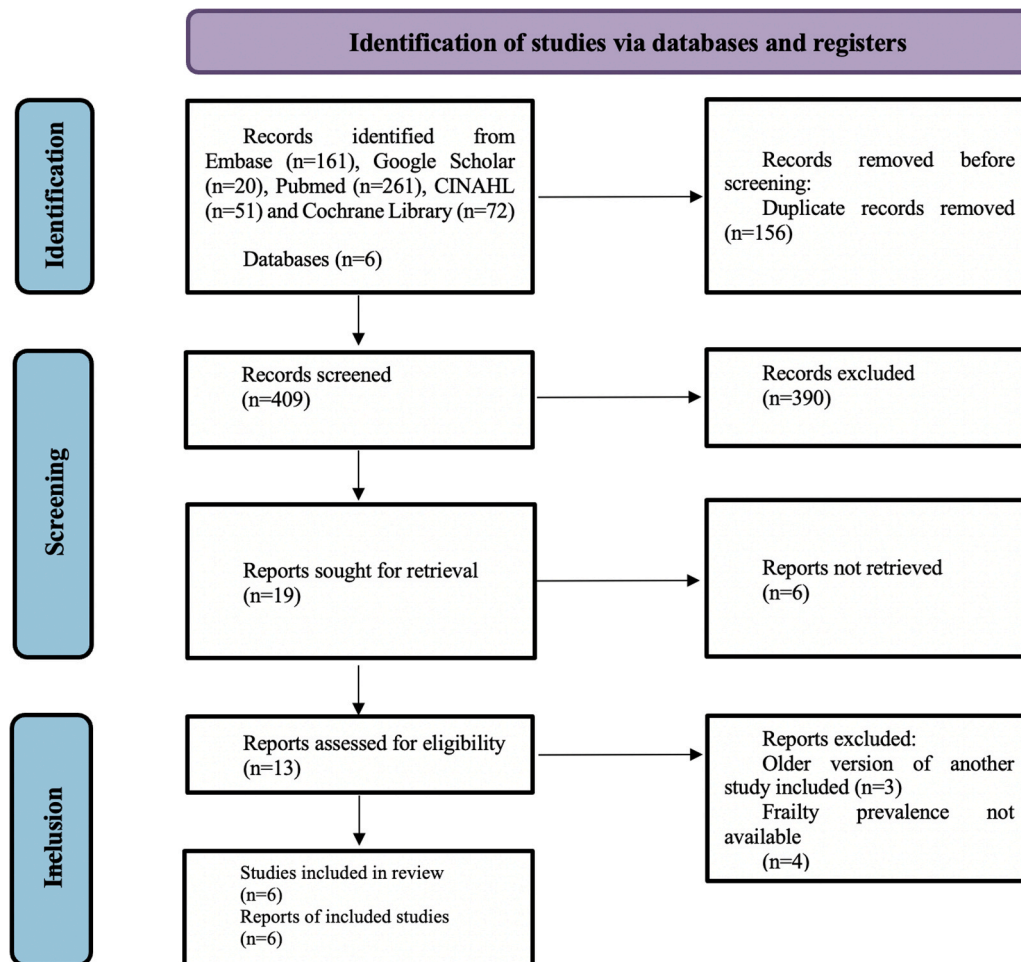 Identification of studies via databases and registers
Identification
Records identified from
Embase (n=161), Google Scholar
(n=20), Pubmed (n=261), CINAHL
(n=51) and Cochrane Library (n=72)
Databases (n=6)
Records removed before
screening:
Duplicate records removed
(n=156)
Screening
Records screened
(n=409)
Records excluded
(n=390)
Reports sought for retrieval
(n=19)
Reports not retrieved
(n=6)
Inclusion
Reports assessed for eligibility
(n=13)
Reports excluded:
Older version of another
study included (n=3)
Frailty prevalence not
available
(n=4)
Studies included in review
(n=6)
Reports of included studies
(n=6)